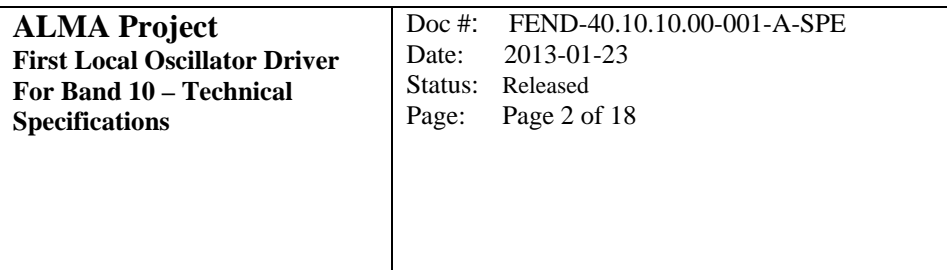 ALMA Project
First Local Oscillator Driver
For Band 10 – Technical
Specifications
Doc #: FEND-40.10.10.00-001-A-SPE
Date: 2013-01-23
Status: Released
Page: Page 2 of 18